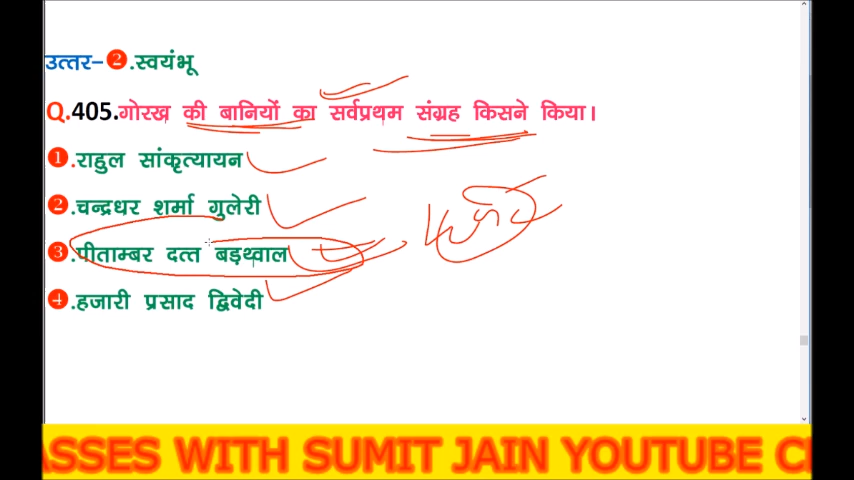 उत्तर-❷.स्वयंभू
Q.405.गोरख की बानियों का सर्वप्रथम संग्रह किसने किया।
❶.राहुल सांकृत्यायन
❷.चन्द्रधर शर्मा गुलेरी
❸.पीताम्बर दत्त बड़थ्वाल
❹.हजारी प्रसाद द्विवेदी
ASSES WITH SUMIT JAIN YOUTUBE C